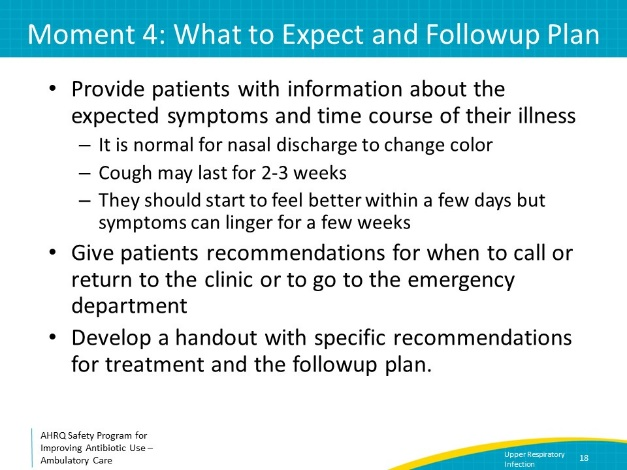 Moment 4: What to Expect and Followup Plan
• Provide patients with information about the
expected symptoms and time course of their illness
– It is normal for nasal discharge to change color
– Cough may last for 2-3 weeks
– They should start to feel better within a few days but
symptoms can linger for a few weeks
• Give patients recommendations for when to call or
return to the clinic or to go to the emergency
department
• Develop a handout with specific recommendations
for treatment and the followup plan.
AHRQ Safety Program for
Improving Antibiotic Use –
Ambulatory Care
Upper Respiratory
Infection
18